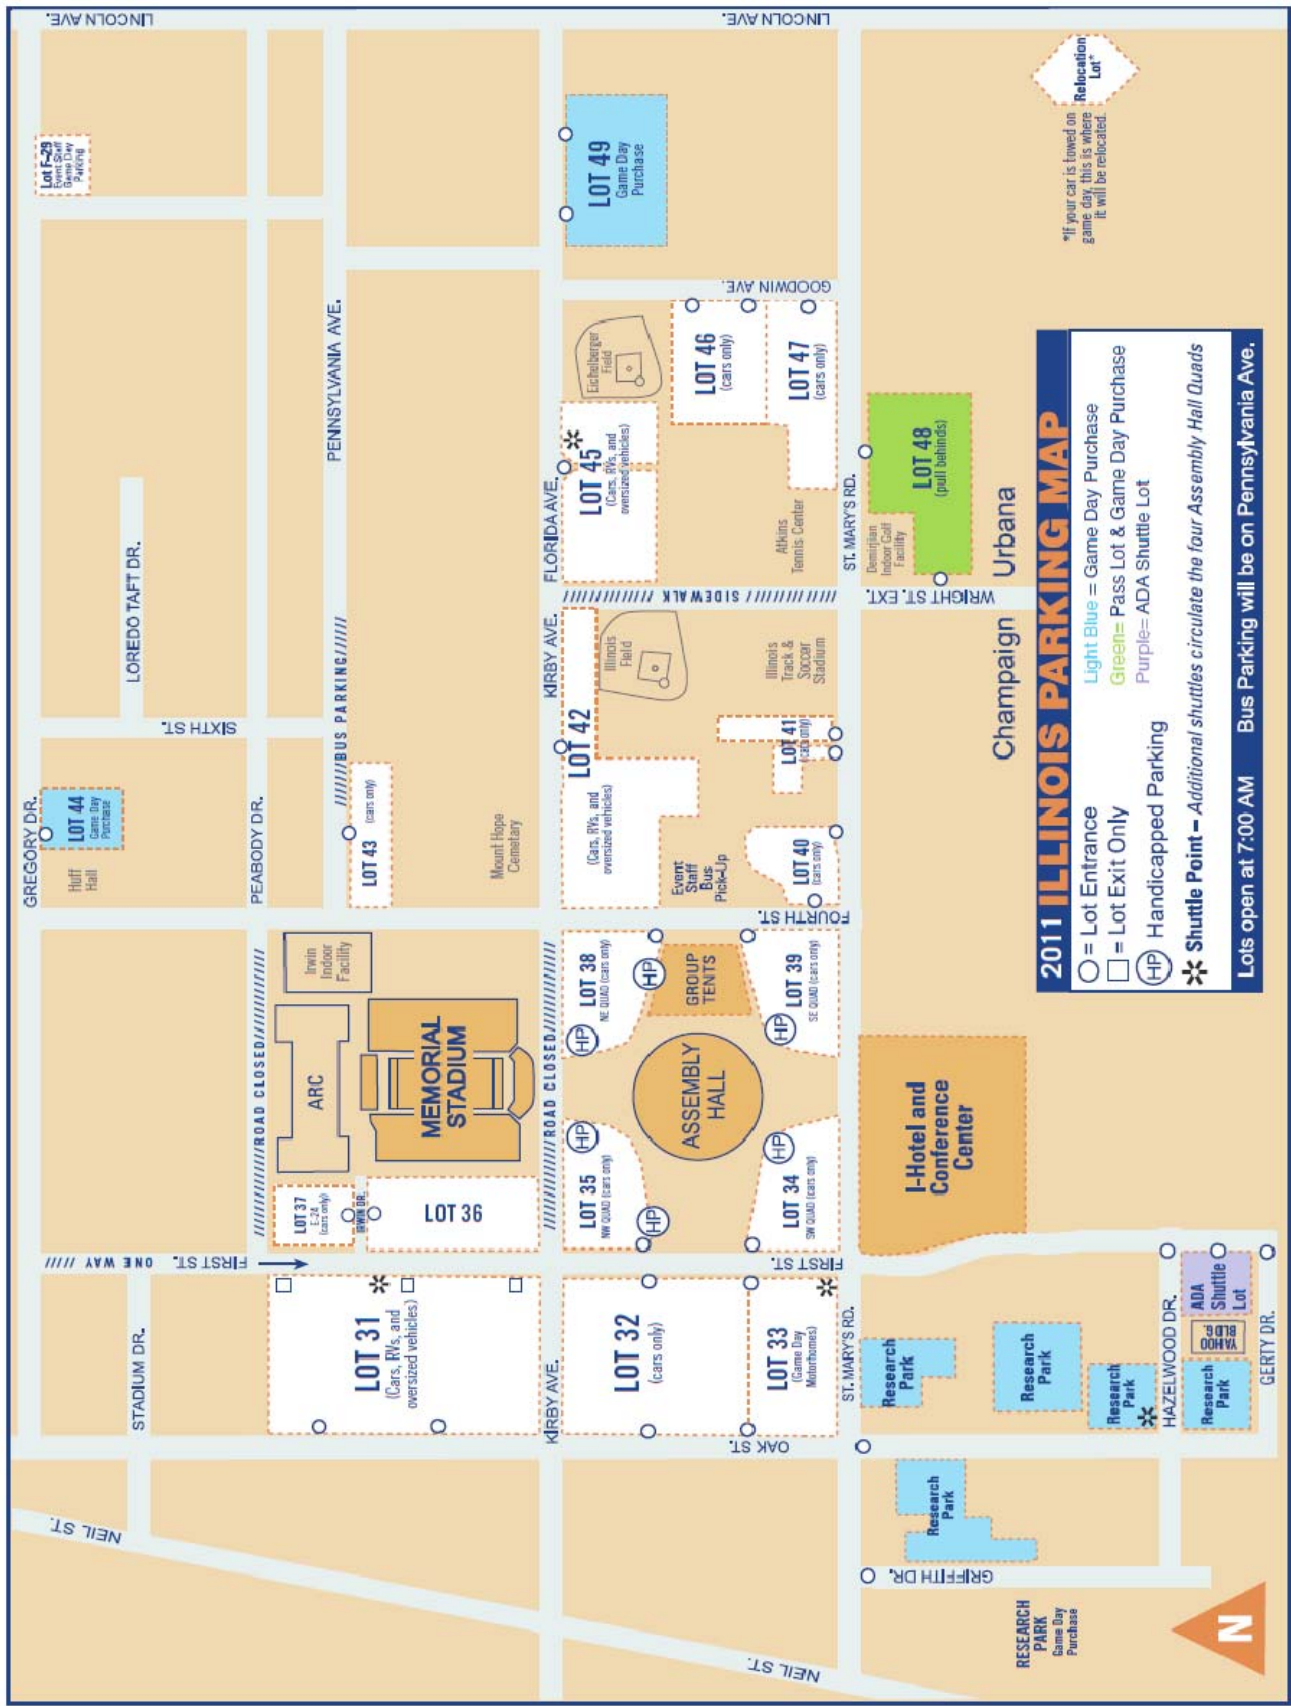 LINCOLN AVE.
LINCOLN AVE.
Lot F-29
Event Staff
Game Day
Parking
GREGORY DR.
LOREDO TAFT DR.
SIXTH ST.
PEABODY DR.
PENNSYLVANIA AVE.
//////BUS PARKING//////
LOT 44
Game Day
Purchase
Huff
Hall
LOT 43 (cars only)
Mount Hope
Cemetary
LOT 49
Game Day
Purchase
GOODWIN AVE.
Eichelberger
Field
LOT 46
(cars only)
LOT 47
(cars only)
LOT 45
(Cars, RVs, and
oversized vehicles)
FLORIDA AVE.
Atkins
Tennis Center
ST. MARY'S RD.
LOT 48
(pull behinds)
Demirjian
Indoor Golf
Facility
SIDEWALK
WRIGHT ST. EXT.
Champaign Urbana
KIRBY AVE.
Illinois
Field
Illinois
Track &
Soccer
Stadium
LOT 42
(Cars, RVs, and
oversized vehicles)
LOT 41
(cars only)
LOT 40
(cars only)
Event
Staff
Bus
Pick-Up
FOURTH ST.
Irwin
Indoor
Facility
ROAD CLOSED
ARC
MEMORIAL
STADIUM
ROAD CLOSED
LOT 38
NE QUAD (cars only)
HP
HP
GROUP
TENTS
LOT 39
SE QUAD (cars only)
HP
ASSEMBLY
HALL
LOT 35
NW QUAD (cars only)
HP
HP
LOT 34
SW QUAD (cars only)
HP
LOT 37
E-24
(cars only)
IRWIN DR.
LOT 36
I-Hotel and
Conference
Center
FIRST ST. ONE WAY /////
FIRST ST.
STADIUM DR.
LOT 31
(Cars, RVs, and
oversized vehicles)
KIRBY AVE.
LOT 32
(cars only)
LOT 33
(Game Day
Motorhomes)
ST. MARY'S RD.
OAK ST.
Research
Park
Research
Park
Research
Park
HAZELWOOD DR.
ADA
Shuttle
Lot
YAHOO
BLDG.
Research
Park
GERTY DR.
Research
Park
GRIFFITH DR.
RESEARCH
PARK
Game Day
Purchase
NEIL ST.
NEIL ST.
N
Relocation
Lot*
*If your car is towed on
game day, this is where
it will be relocated.
2011 ILLINOIS PARKING MAP
= Lot Entrance
= Lot Exit Only
HP Handicapped Parking
Light Blue = Game Day Purchase
Green= Pass Lot & Game Day Purchase
Purple= ADA Shuttle Lot
Shuttle Point – Additional shuttles circulate the four Assembly Hall Quads
Lots open at 7:00 AM Bus Parking will be on Pennsylvania Ave.